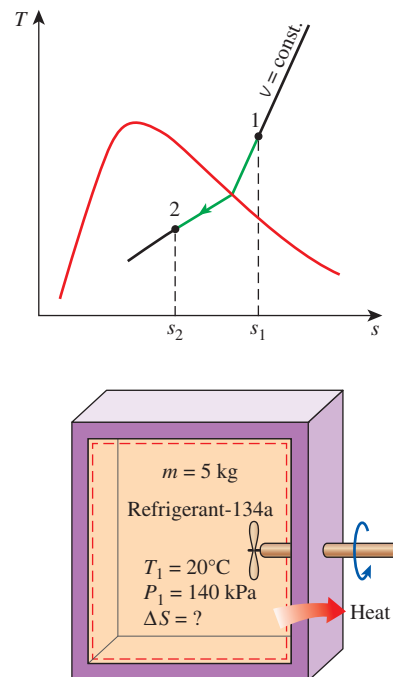 T
v = const.
1
2
s₂
s₁
s
m = 5 kg
Refrigerant-134a
T₁ = 20°C
P₁ = 140 kPa
ΔS = ?
Heat